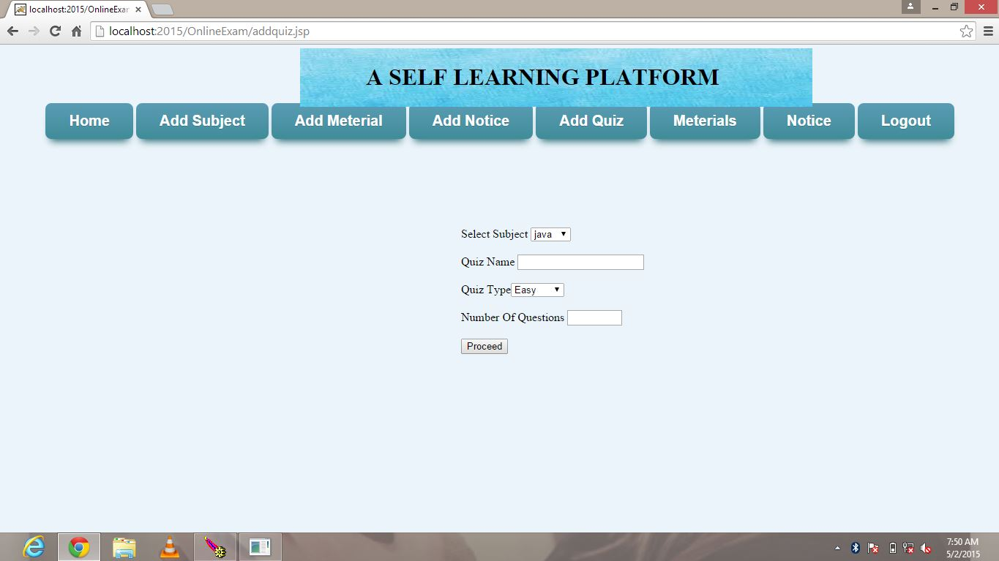 localhost:2015/OnlineExar
localhost:2015/OnlineExam/addquiz.jsp
A SELF LEARNING PLATFORM
Home Add Subject Add Meterial Add Notice Add Quiz Meterials Notice Logout
Select Subject java
Quiz Name
Quiz Type Easy
Number Of Questions
Proceed
7:50 AM
5/2/2015